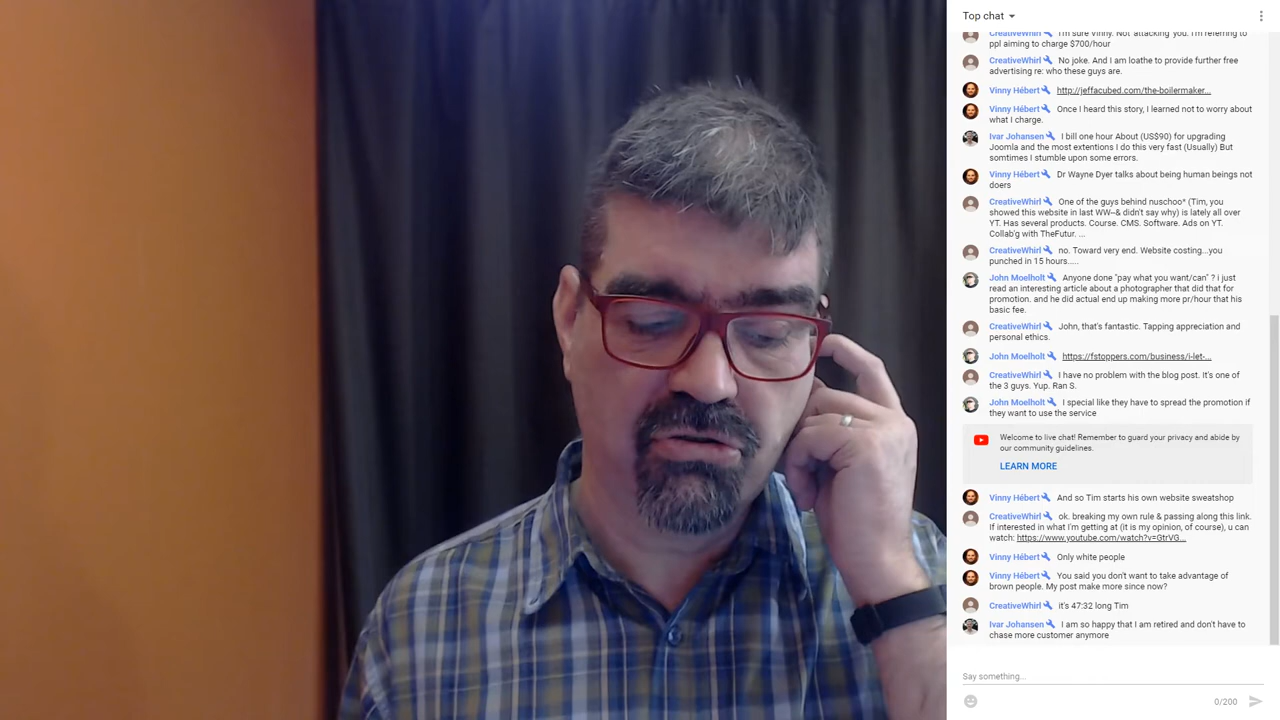 Top chat
CreativeWhirl I'm sure Vinny. Not 'attacking' you. I'm referring to
ppl aiming to charge $700/hour
CreativeWhirl No joke. And I am loathe to provide further free
advertising re: who these guys are.
Vinny Hébert http://jeffacubed.com/the-boilermaker...
Vinny Hébert Once I heard this story, I learned not to worry about
what I charge.
Ivar Johansen I bill one hour About (US$90) for upgrading
Joomla and the most extentions I do this very fast (Usually) But
somtimes I stumble upon some errors.
Vinny Hébert Dr Wayne Dyer talks about being human beings not
doers
CreativeWhirl One of the guys behind nuschoo* (Tim, you
showed this website in last WW--& didn't say why) is lately all over
YT. Has several products. Course. CMS. Software. Ads on YT.
Collab'g with TheFutur. ...
CreativeWhirl no. Toward very end. Website costing...you
punched in 15 hours.....
John Moelholt Anyone done "pay what you want/can" ? i just
read an interesting article about a photographer that did that for
promotion. and he did actual end up making more pr/hour that his
basic fee.
CreativeWhirl John, that's fantastic. Tapping appreciation and
personal ethics.
John Moelholt https://fstoppers.com/business/i-let-...
CreativeWhirl I have no problem with the blog post. It's one of
the 3 guys. Yup. Ran S.
John Moelholt I special like they have to spread the promotion if
they want to use the service
Welcome to live chat! Remember to guard your privacy and abide by
our community guidelines.
LEARN MORE
Vinny Hébert And so Tim starts his own website sweatshop
CreativeWhirl ok. breaking my own rule & passing along this link.
If interested in what I'm getting at (it is my opinion, of course), u can
watch: https://www.youtube.com/watch?v=GtrVG...
Vinny Hébert Only white people
Vinny Hébert You said you don't want to take advantage of
brown people. My post make more since now?
CreativeWhirl it's 47:32 long Tim
Ivar Johansen I am so happy that I am retired and don't have to
chase more customer anymore
Say something...
0/200